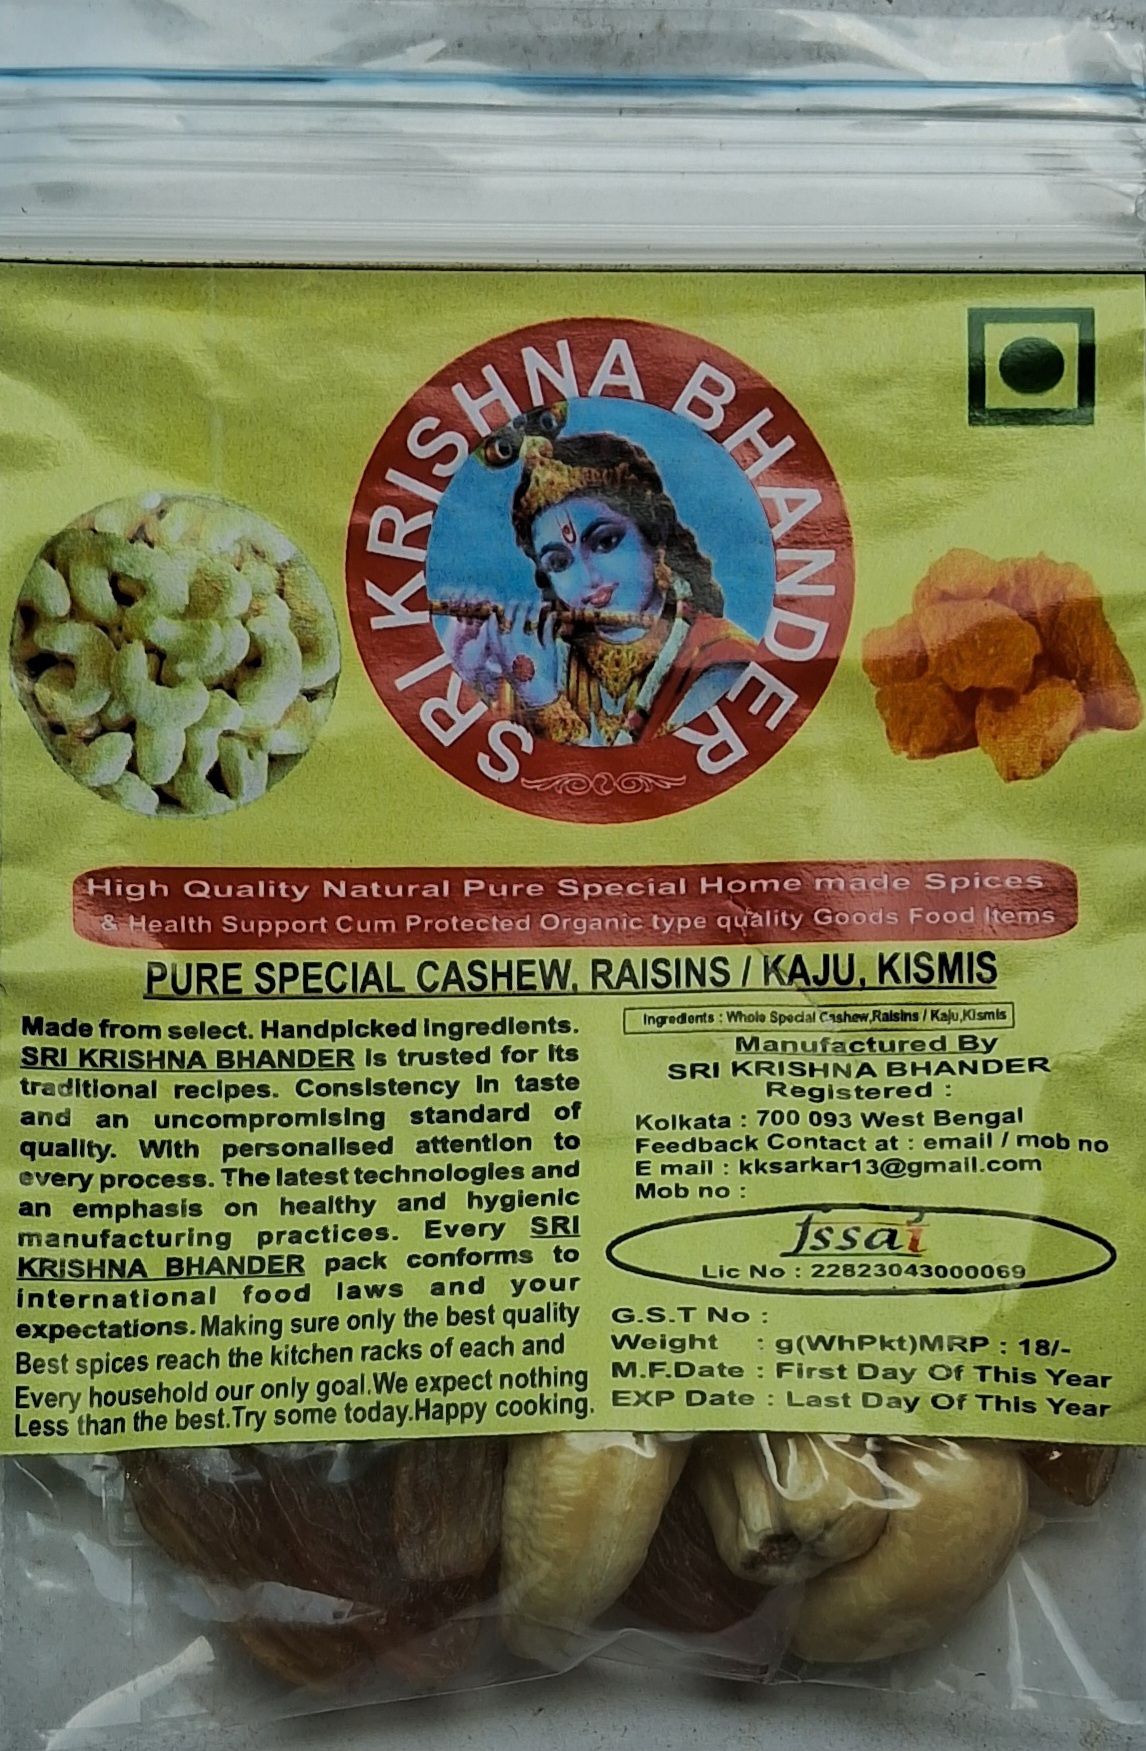 SRI KRISHNA BHANDER
High Quality Natural Pure Special Home made Spices
& Health Support Cum Protected Organic type quality Goods Food Items
PURE SPECIAL CASHEW, RAISINS / KAJU, KISMIS
Made from select. Handpicked ingredients.
SRI KRISHNA BHANDER is trusted for its
traditional recipes. Consistency in taste
and an uncompromising standard of
quality. With personalised attention to
every process. The latest technologies and
an emphasis on healthy and hygienic
manufacturing practices. Every SRI
KRISHNA BHANDER pack conforms to
international food laws and your
expectations. Making sure only the best quality
Best spices reach the kitchen racks of each and
Every household our only goal.We expect nothing
Less than the best.Try some today.Happy cooking.
Ingredients : Whole Special Cashew,Raisins / Kaju,Kismis
Manufactured By
SRI KRISHNA BHANDER
Registered :
Kolkata : 700 093 West Bengal
Feedback Contact at : email / mob no
E mail : kksarkar13@gmail.com
Mob no :
fssai
Lic No : 22823043000069
G.S.T No :
Weight : g(WhPkt)MRP : 18/-
M.F.Date : First Day Of This Year
EXP Date : Last Day Of This Year